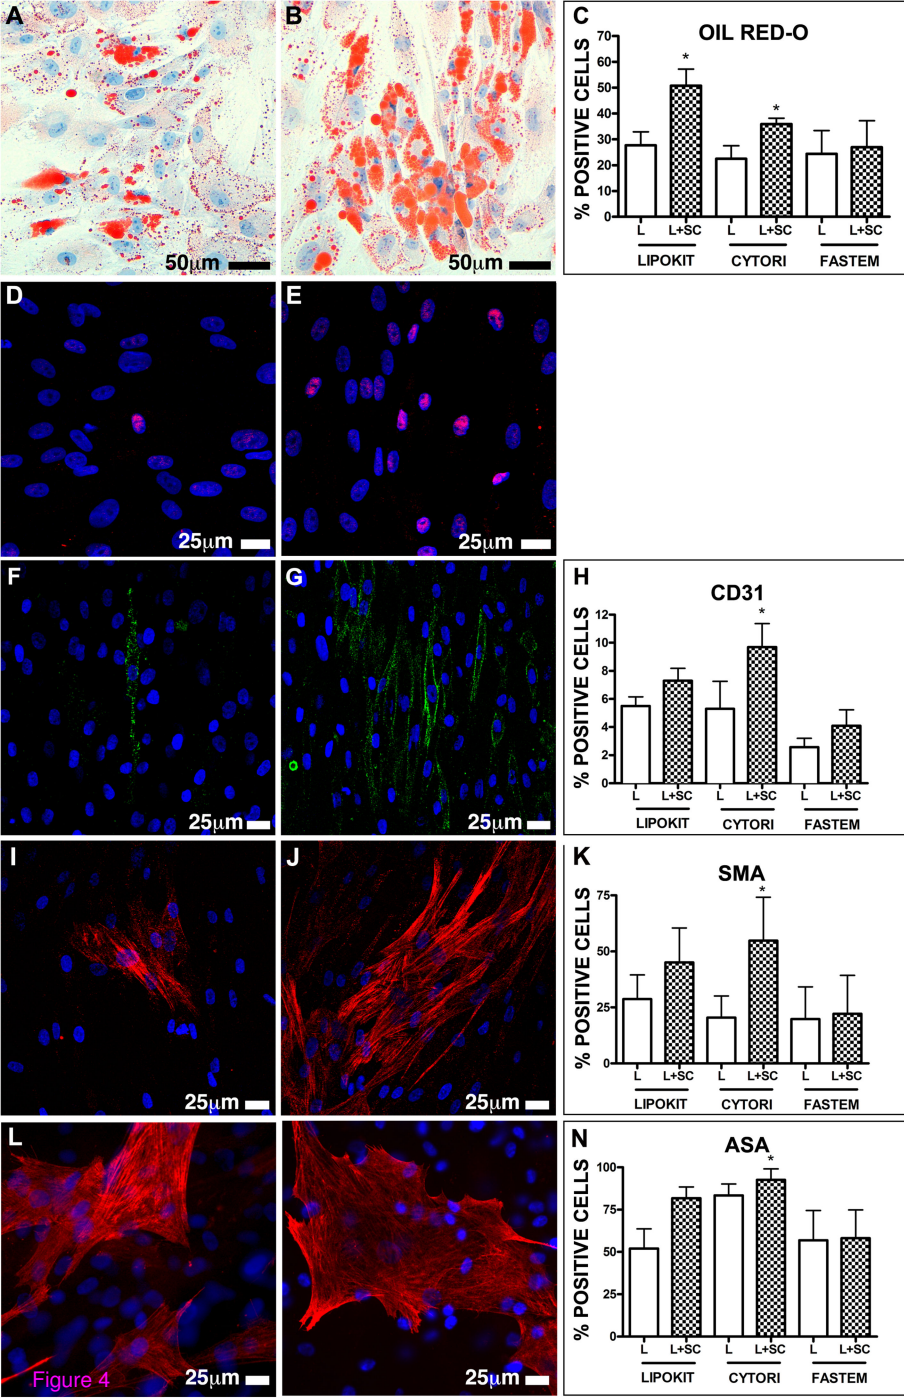 A
50µm
B
50µm
C
OIL RED-O
% POSITIVE CELLS
70
60
50
40
30
20
10
0
*
*
L L+SC L L+SC L L+SC
LIPOKIT CYTORI FASTEM
D
25µm
E
25µm
F
25µm
G
25µm
H
CD31
% POSITIVE CELLS
12
10
8
6
4
2
0
*
L L+SC L L+SC L L+SC
LIPOKIT CYTORI FASTEM
I
25µm
J
25µm
K
SMA
% POSITIVE CELLS
75
50
25
0
*
L L+SC L L+SC L L+SC
LIPOKIT CYTORI FASTEM
L
Figure 4
25µm
25µm
N
ASA
% POSITIVE CELLS
100
75
50
25
0
*
L L+SC L L+SC L L+SC
LIPOKIT CYTORI FASTEM